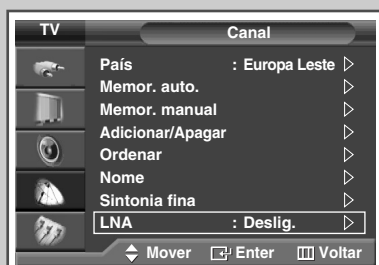 TV Canal
País : Europa Leste
Memor. auto.
Memor. manual
Adicionar/Apagar
Ordenar
Nome
Sintonia fina
LNA : Deslig.
Mover Enter Voltar